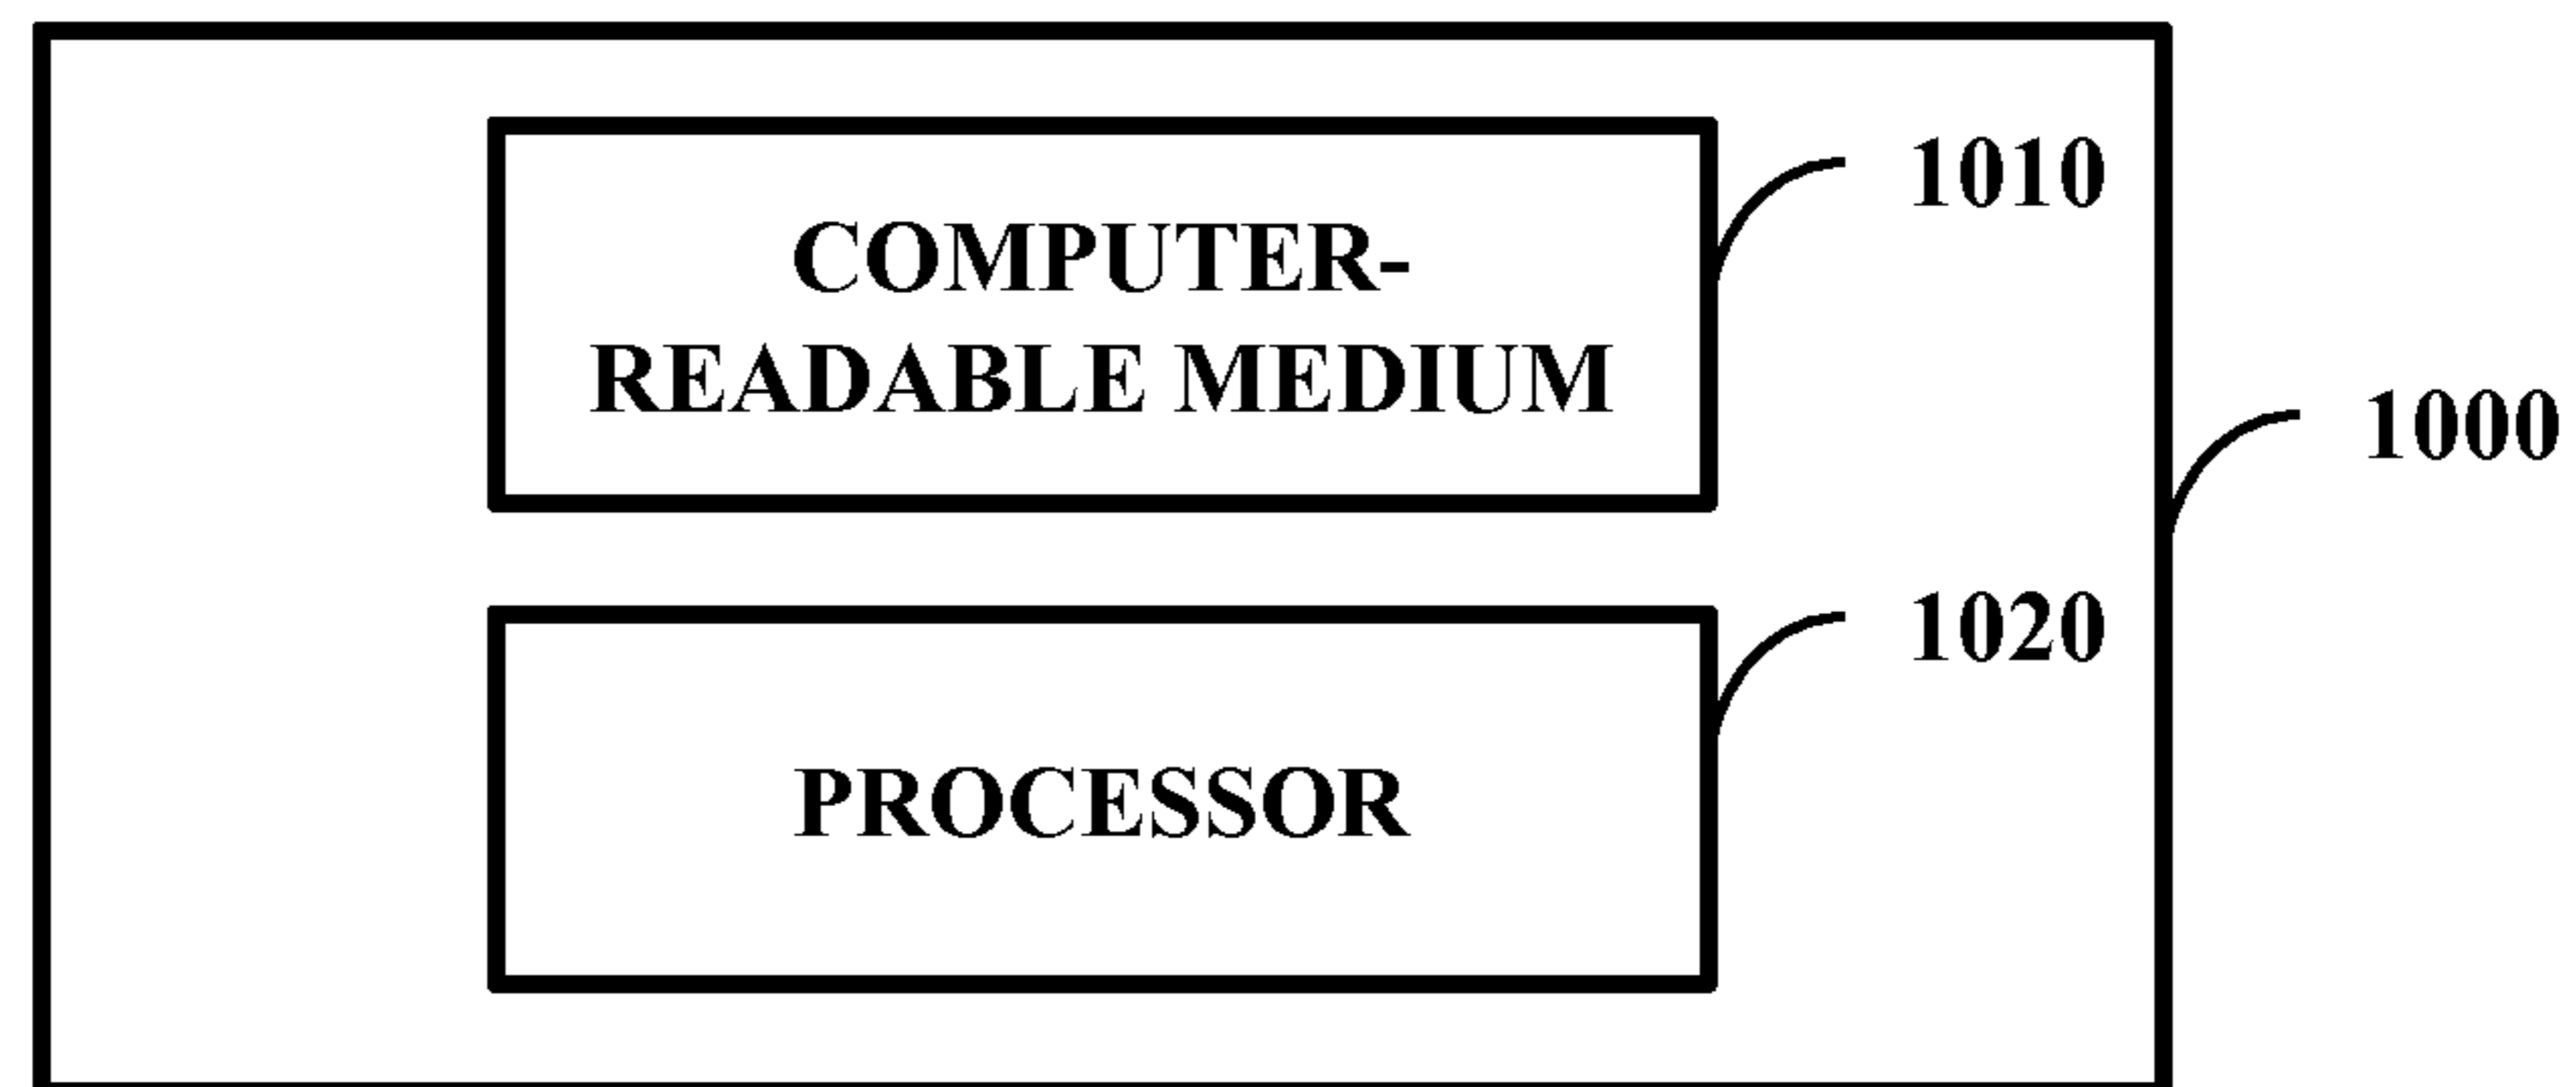 COMPUTER-
READABLE MEDIUM
1010
1000
PROCESSOR
1020